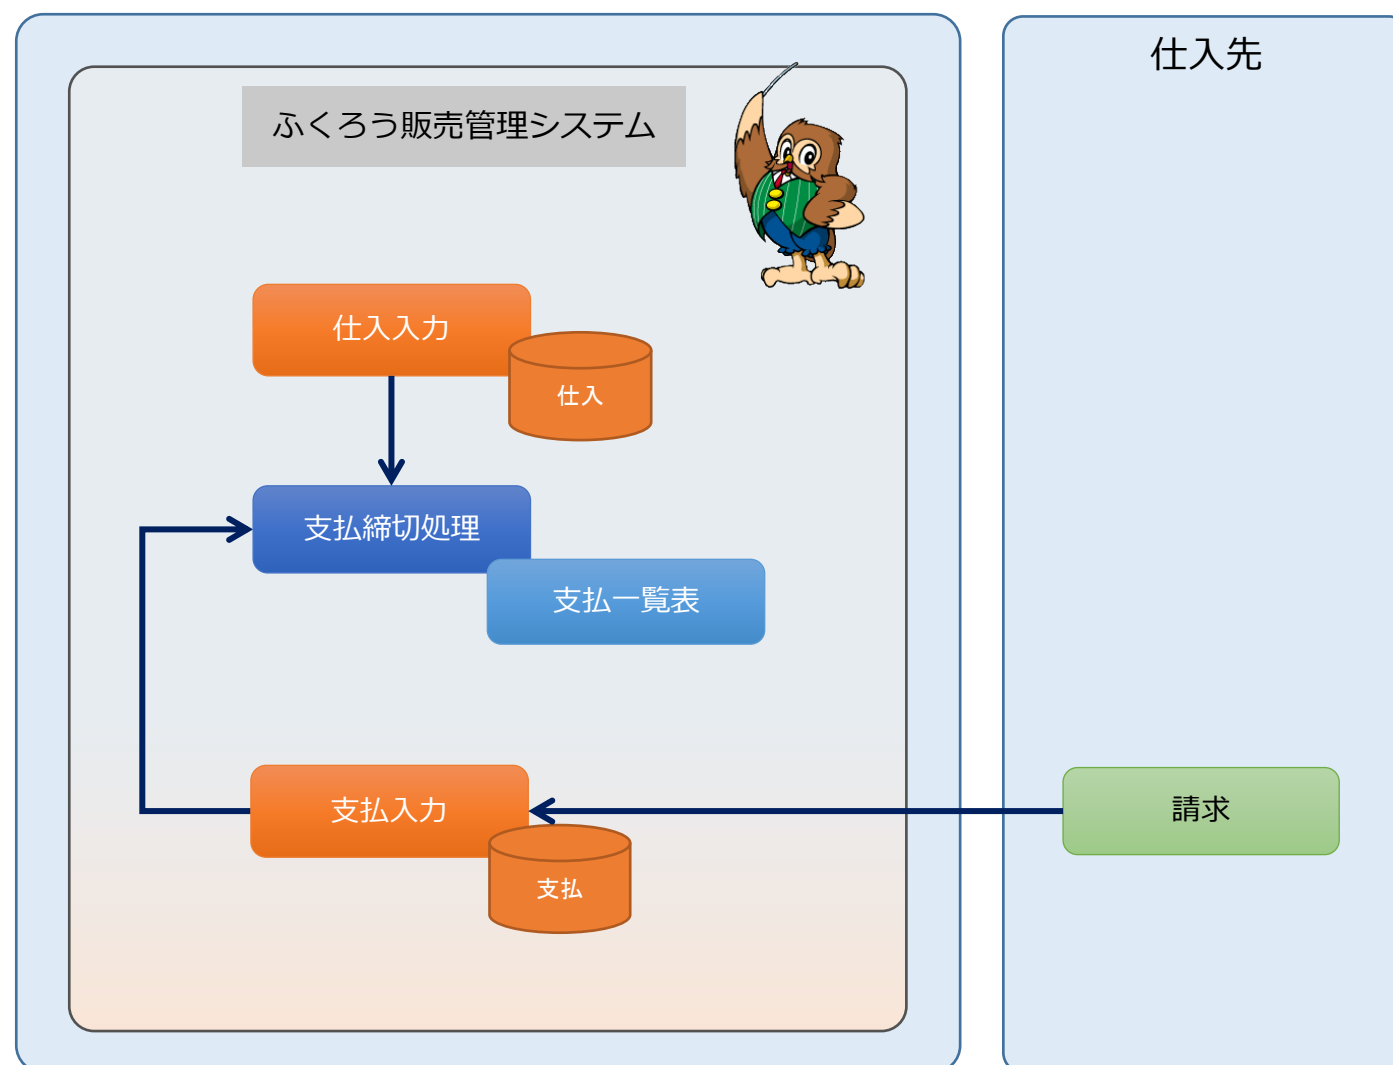 仕入先
ふくろう販売管理システム
仕入入力
仕入
支払締切処理
支払一覧表
支払入力
請求
支払